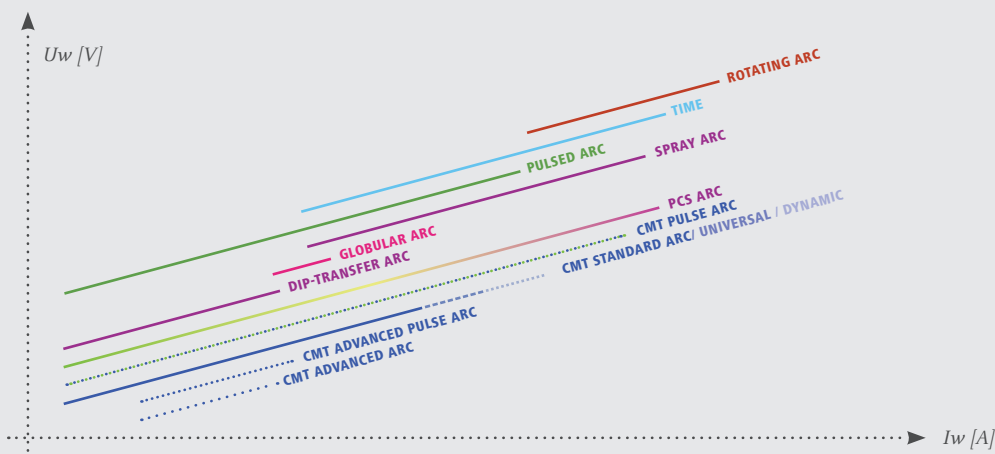 Uw [V]
ROTATING ARC
TIME
SPRAY ARC
PULSED ARC
PCS ARC
CMT PULSE ARC
GLOBULAR ARC
CMT STANDARD ARC/ UNIVERSAL / DYNAMIC
DIP-TRANSFER ARC
CMT ADVANCED PULSE ARC
CMT ADVANCED ARC
Iw [A]